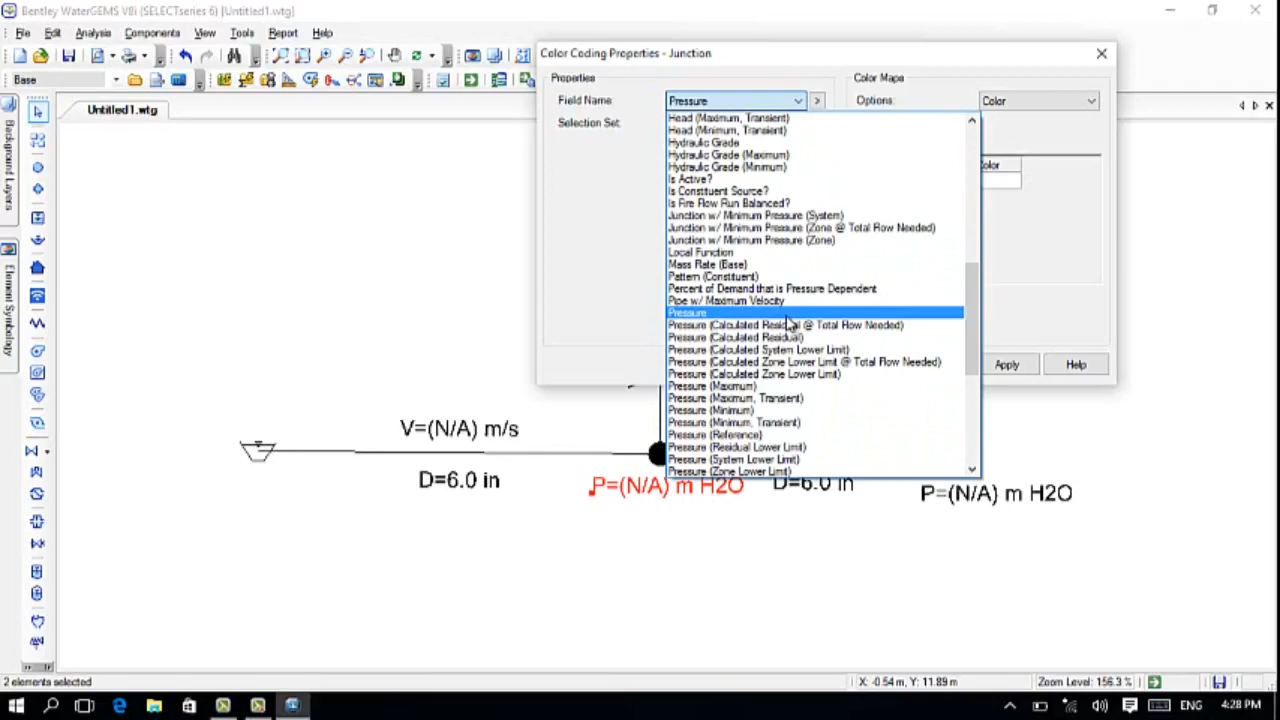 Bentley WaterGEMS V8i (SELECTseries 6) [Untitled1.wtg]
File Edit Analysis Components View Tools Report Help
Base
Untitled1.wtg
Background Layers
Element Symbology
Color Coding Properties - Junction
Properties
Field Name:
Pressure
>
Selection Set:
Color Maps
Options:
Color
Color
Head (Maximum, Transient)
Head (Minimum, Transient)
Hydraulic Grade
Hydraulic Grade (Maximum)
Hydraulic Grade (Minimum)
Is Active?
Is Constituent Source?
Is Fire Flow Run Balanced?
Junction w/ Minimum Pressure (System)
Junction w/ Minimum Pressure (Zone @ Total Flow Needed)
Junction w/ Minimum Pressure (Zone)
Local Function
Mass Rate (Base)
Pattern (Constituent)
Percent of Demand that is Pressure Dependent
Pipe w/ Maximum Velocity
Pressure
Pressure (Calculated Residual @ Total Flow Needed)
Pressure (Calculated Residual)
Pressure (Calculated System Lower Limit)
Pressure (Calculated Zone Lower Limit @ Total Flow Needed)
Pressure (Calculated Zone Lower Limit)
Pressure (Maximum)
Pressure (Maximum, Transient)
Pressure (Minimum)
Pressure (Minimum, Transient)
Pressure (Reference)
Pressure (Residual Lower Limit)
Pressure (System Lower Limit)
Pressure (Zone Lower Limit)
Apply
Help
V=(N/A) m/s
D=6.0 in
P=(N/A) m H2O
D=6.0 in
P=(N/A) m H2O
2 elements selected
X: -0.54 m, Y: 11.89 m
Zoom Level: 156.3 %
ENG
4:28 PM